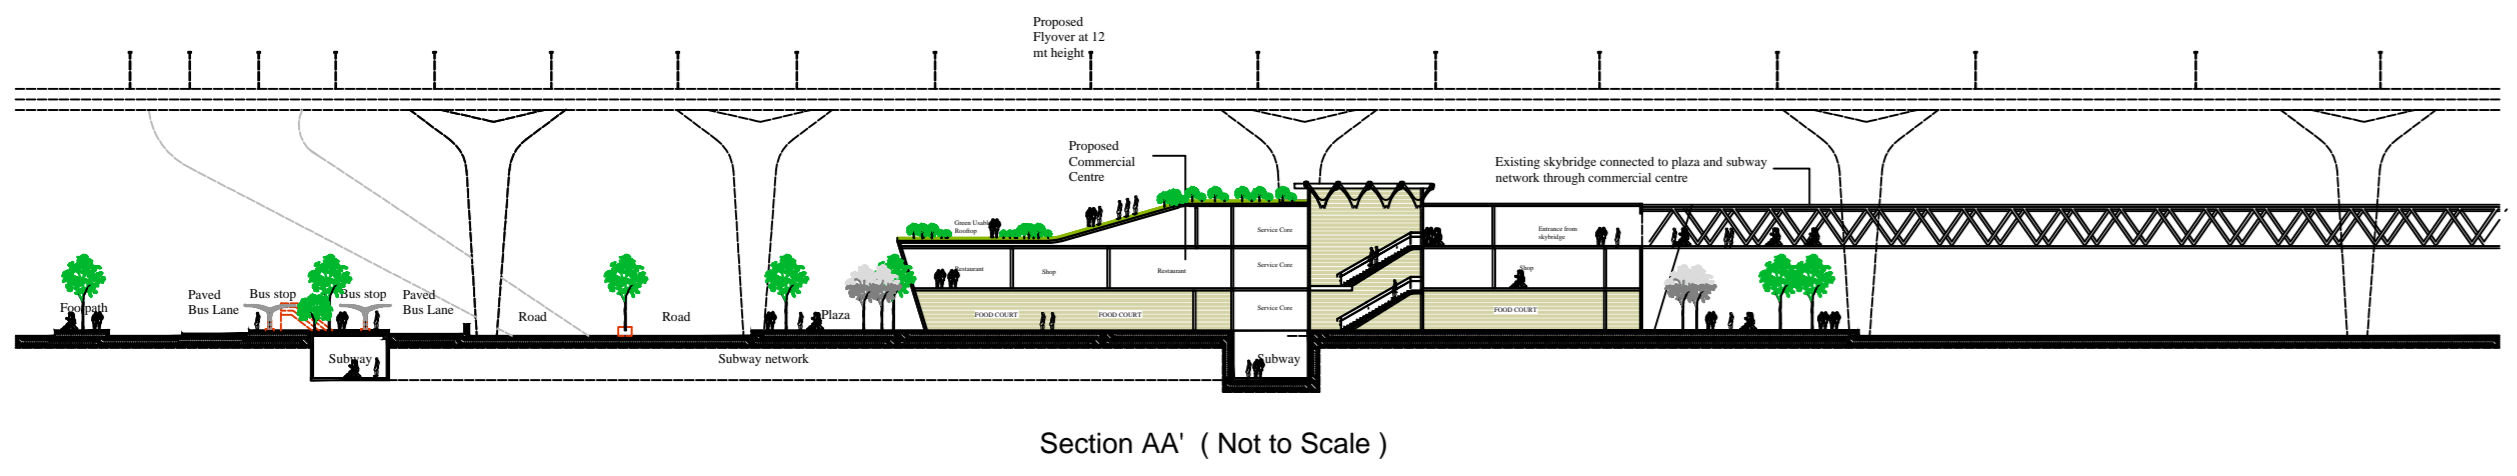 Proposed
Flyover at 12
mt height
Proposed
Commercial
Centre
Existing skybridge connected to plaza and subway
network through commercial centre
Green Usable
Rooftop
Service Core
Entrance from
skybridge
Restaurant
Shop
Restaurant
Service Core
Shop
Footpath
Paved
Bus Lane
Bus stop
Bus stop
Paved
Bus Lane
Road
Road
Plaza
FOOD COURT
FOOD COURT
Service Core
FOOD COURT
Subway
Subway network
Subway
Section AA' ( Not to Scale )